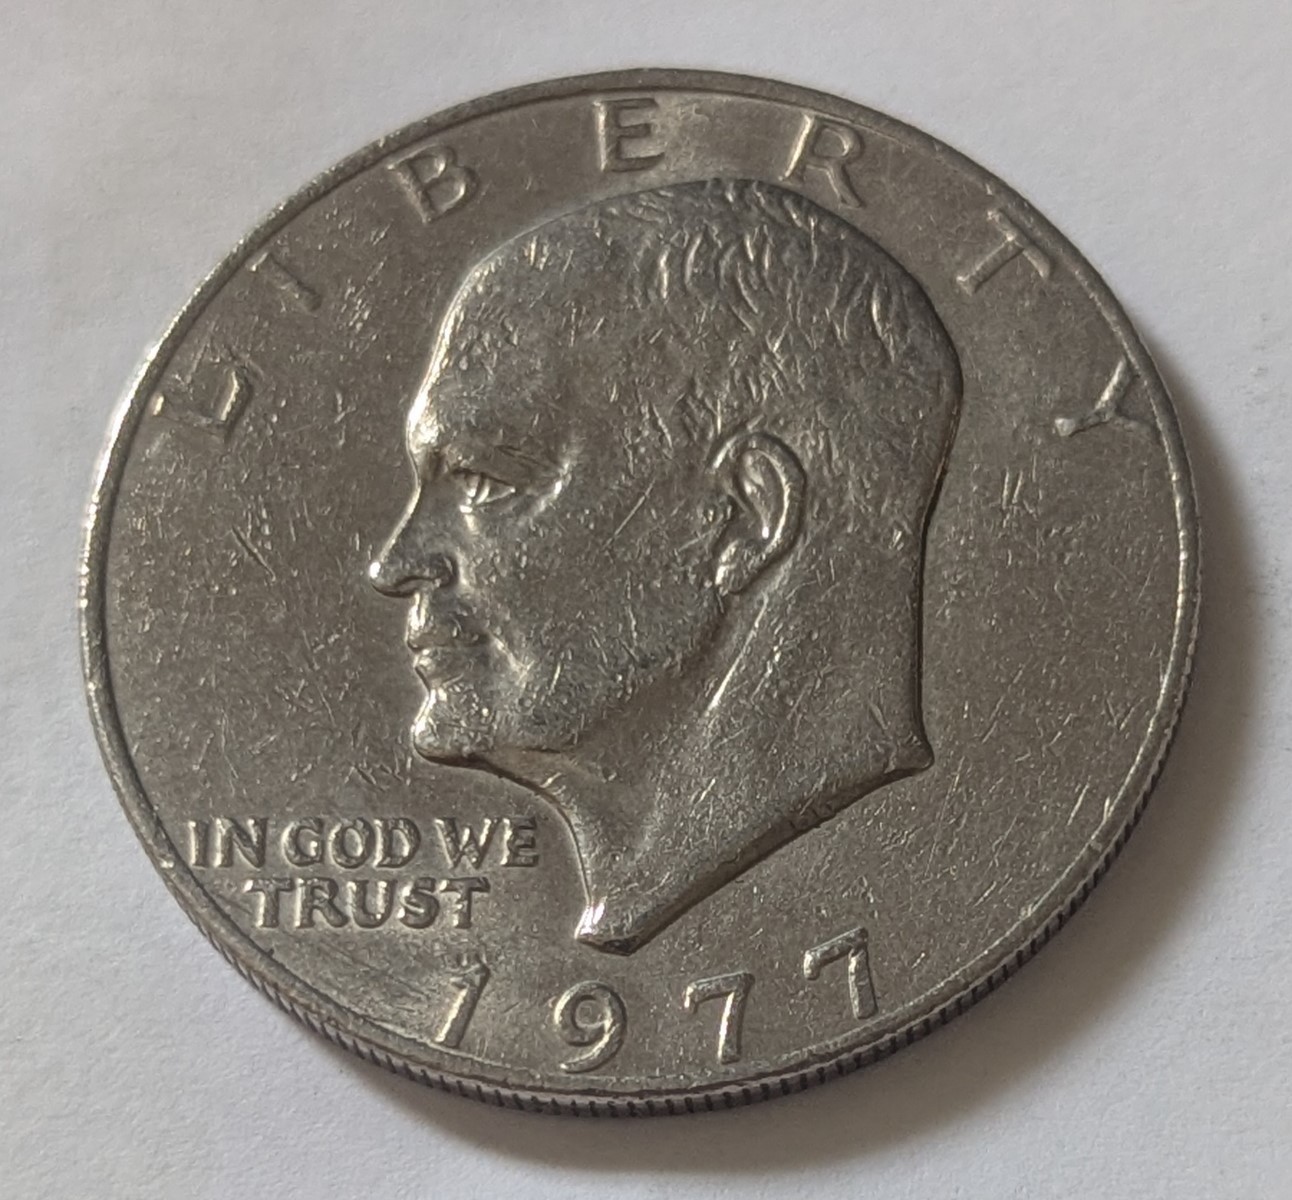 LIBERTY
IN GOD WE
TRUST
1977